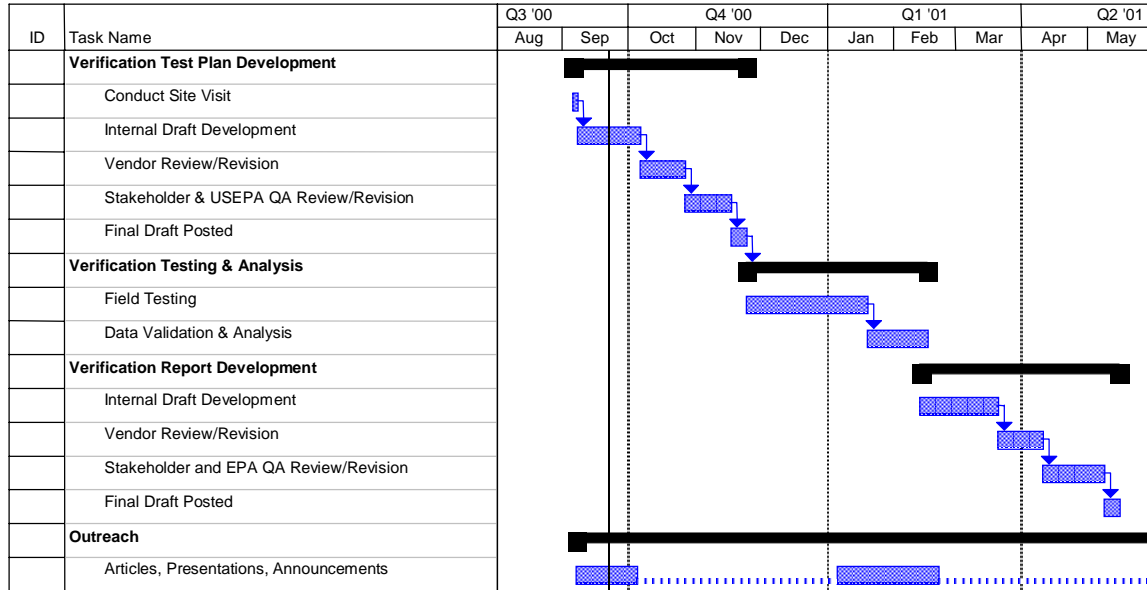 Q3 '00 Q4 '00 Q1 '01 Q2 '01
ID Task Name Aug Sep Oct Nov Dec Jan Feb Mar Apr May
Verification Test Plan Development
Conduct Site Visit
Internal Draft Development
Vendor Review/Revision
Stakeholder & USEPA QA Review/Revision
Final Draft Posted
Verification Testing & Analysis
Field Testing
Data Validation & Analysis
Verification Report Development
Internal Draft Development
Vendor Review/Revision
Stakeholder and EPA QA Review/Revision
Final Draft Posted
Outreach
Articles, Presentations, Announcements